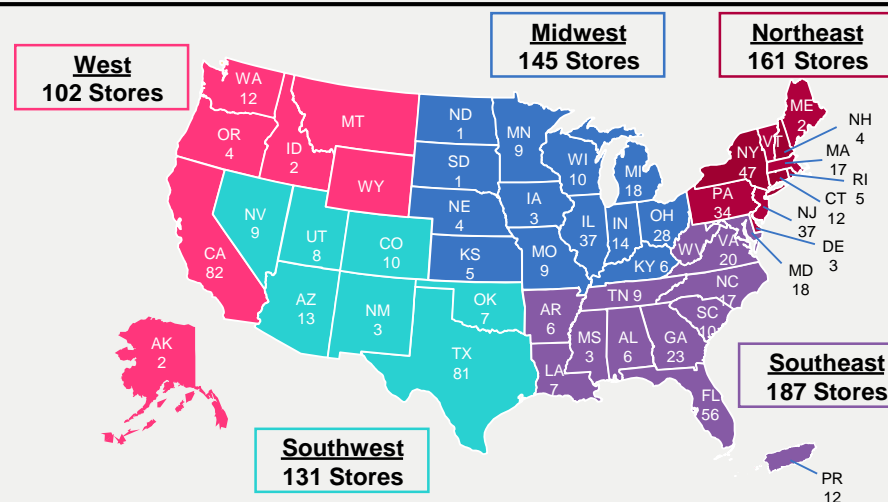 West
102 Stores
Midwest
145 Stores
Northeast
161 Stores
WA
12
OR
4
ID
2
MT
WY
ND
1
SD
1
NE
4
KS
5
MN
9
IA
3
MO
9
WI
10
IL
37
MI
18
IN
14
OH
28
KY 6
ME
2
VT
NY
47
PA
34
NH
4
MA
17
RI
5
CT
12
NJ
37
DE
3
MD
18
NV
9
UT
8
CO
10
CA
82
AZ
13
NM
3
OK
7
TX
81
AR
6
LA
7
TN 9
MS
3
AL
6
GA
23
WV
VA
20
NC
17
SC
10
FL
56
AK
2
Southeast
187 Stores
Southwest
131 Stores
PR
12